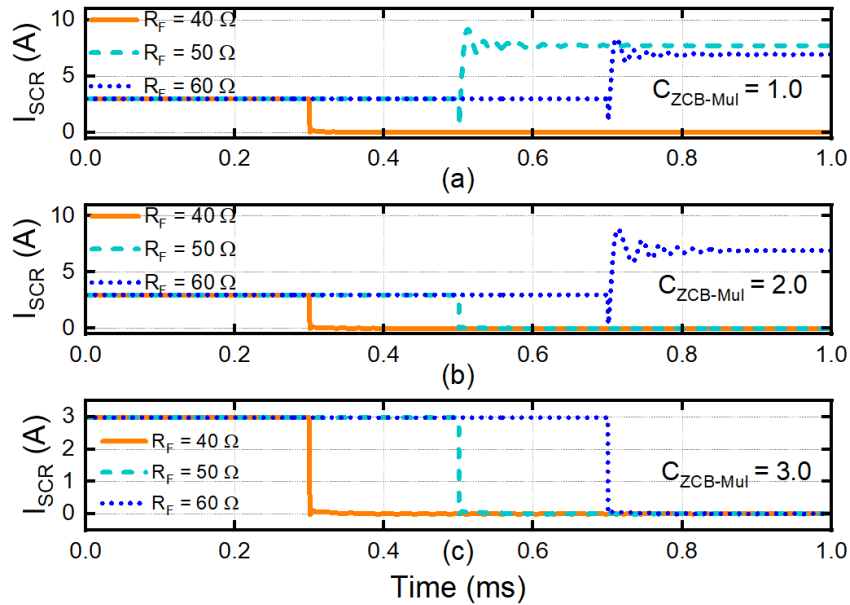 I_SCR (A)
10
5
0
R_F = 40 Ω
R_F = 50 Ω
R_F = 60 Ω
C_ZCB-Mul = 1.0
0.0 0.2 0.4 0.6 0.8 1.0
(a)
I_SCR (A)
10
5
0
R_F = 40 Ω
R_F = 50 Ω
R_F = 60 Ω
C_ZCB-Mul = 2.0
0.0 0.2 0.4 0.6 0.8 1.0
(b)
I_SCR (A)
3
2
1
0
R_F = 40 Ω
R_F = 50 Ω
R_F = 60 Ω
C_ZCB-Mul = 3.0
0.0 0.2 0.4 0.6 0.8 1.0
(c)
Time (ms)